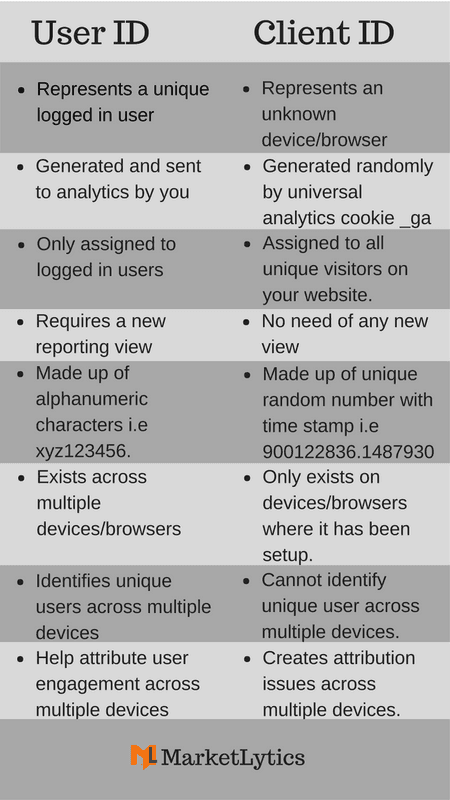 User ID
Client ID
• Represents a unique
logged in user
• Represents an
unknown
device/browser
• Generated and sent
to analytics by you
• Generated randomly
by universal
analytics cookie _ga
• Only assigned to
logged in users
• Assigned to all
unique visitors on
your website.
• Requires a new
reporting view
• No need of any new
view
• Made up of
alphanumeric
characters i.e
xyz123456.
• Made up of unique
random number with
time stamp i.e
900122836.1487930
• Exists across
multiple
devices/browsers
• Only exists on
devices/browsers
where it has been
setup.
• Identifies unique
users across multiple
devices
• Cannot identify
unique user across
multiple devices.
• Help attribute user
engagement across
multiple devices
• Creates attribution
issues across
multiple devices.
MarketLytics